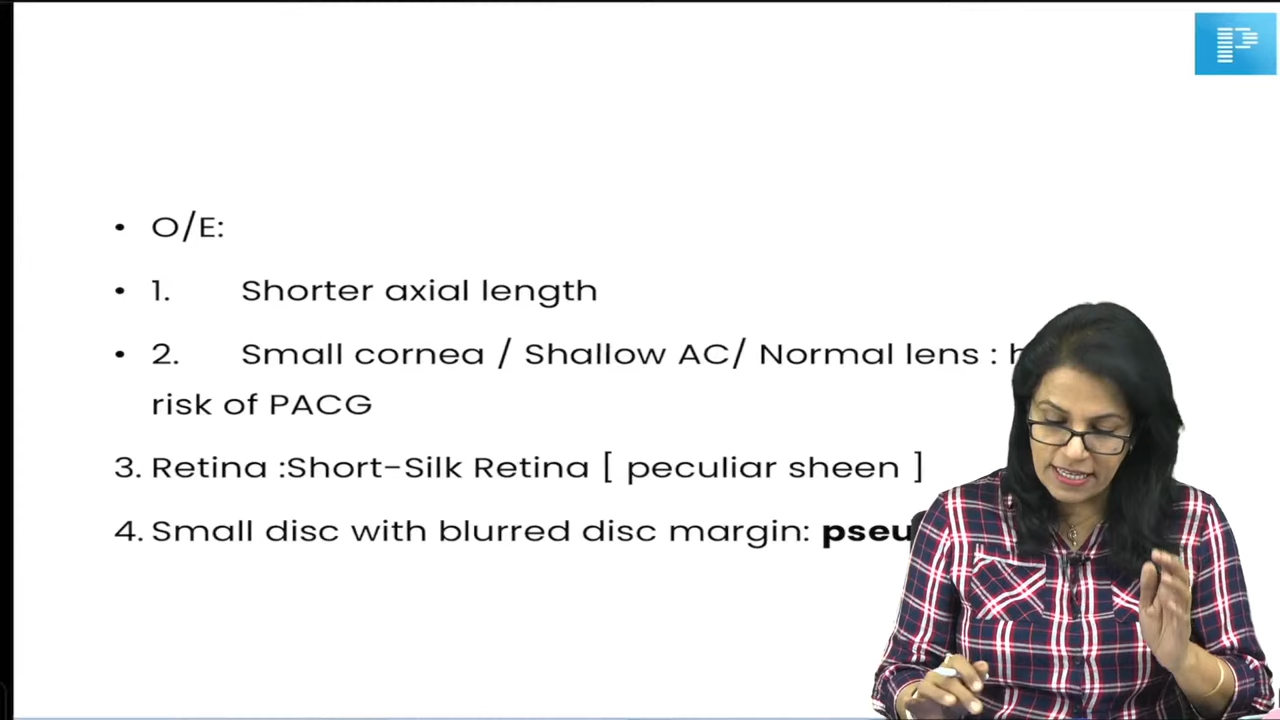 • O/E:
• 1. Shorter axial length
• 2. Small cornea / Shallow AC/ Normal lens :
risk of PACG
3. Retina :Short-Silk Retina [ peculiar sheen ]
4. Small disc with blurred disc margin:
P